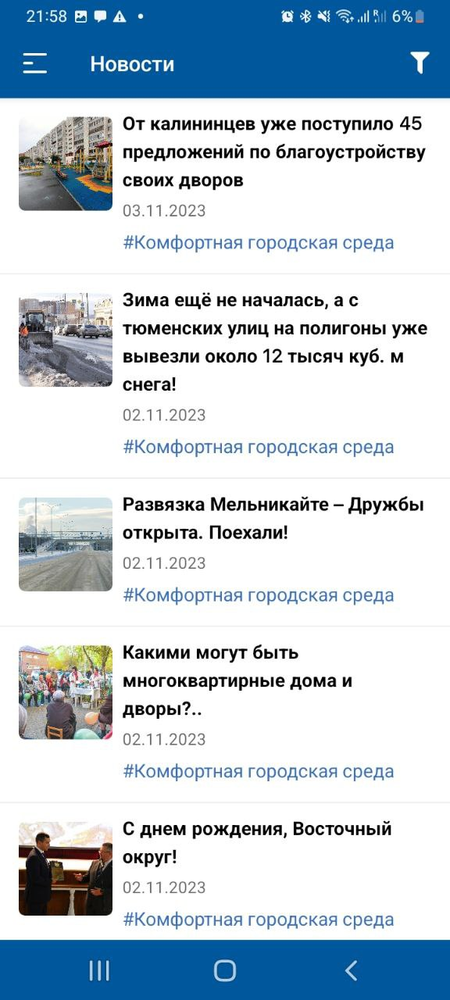 21:58 6%
Новости
От калининцев уже поступило 45
предложений по благоустройству
своих дворов
03.11.2023
#Комфортная городская среда
Зима ещё не началась, а с
тюменских улиц на полигоны уже
вывезли около 12 тысяч куб. м
снега!
02.11.2023
#Комфортная городская среда
Развязка Мельникайте – Дружбы
открыта. Поехали!
02.11.2023
#Комфортная городская среда
Какими могут быть
многоквартирные дома и
дворы?..
02.11.2023
#Комфортная городская среда
С днем рождения, Восточный
округ!
02.11.2023
#Комфортная городская среда